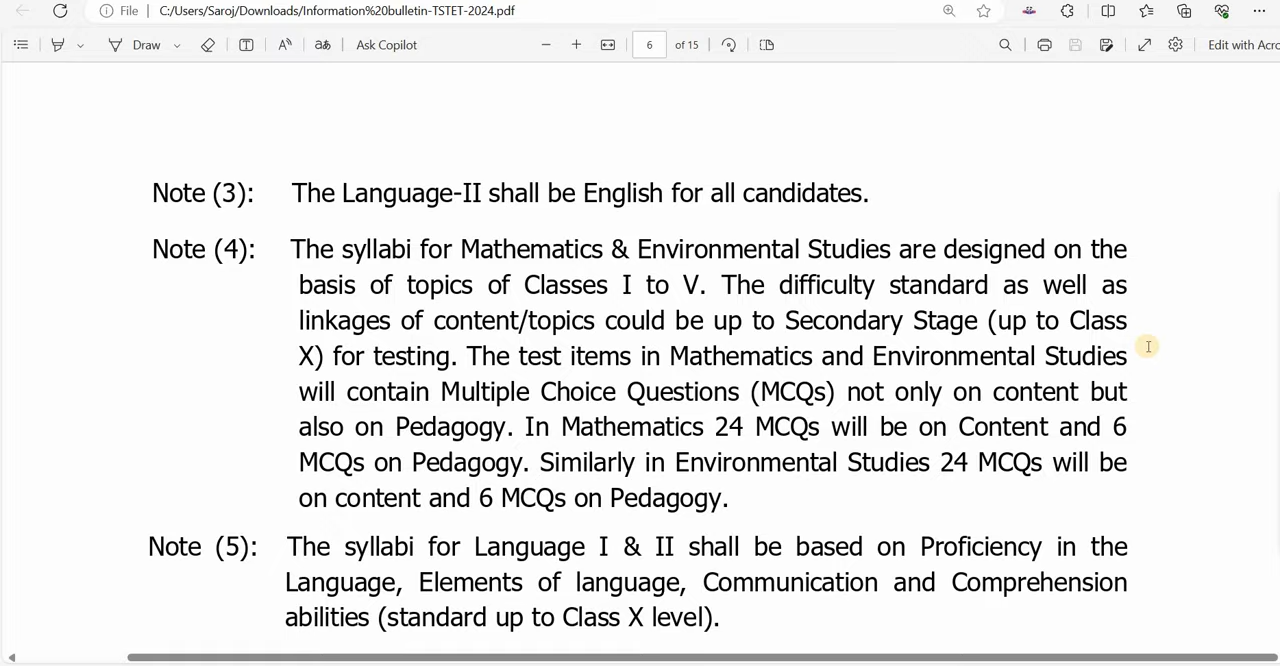 File C:/Users/Saroj/Downloads/Information%20bulletin-TSTET-2024.pdf
Draw Ask Copilot 6 of 15 Edit with Acro
Note (3): The Language-II shall be English for all candidates.
Note (4): The syllabi for Mathematics & Environmental Studies are designed on the
basis of topics of Classes I to V. The difficulty standard as well as
linkages of content/topics could be up to Secondary Stage (up to Class
X) for testing. The test items in Mathematics and Environmental Studies
will contain Multiple Choice Questions (MCQs) not only on content but
also on Pedagogy. In Mathematics 24 MCQs will be on Content and 6
MCQs on Pedagogy. Similarly in Environmental Studies 24 MCQs will be
on content and 6 MCQs on Pedagogy.
Note (5): The syllabi for Language I & II shall be based on Proficiency in the
Language, Elements of language, Communication and Comprehension
abilities (standard up to Class X level).